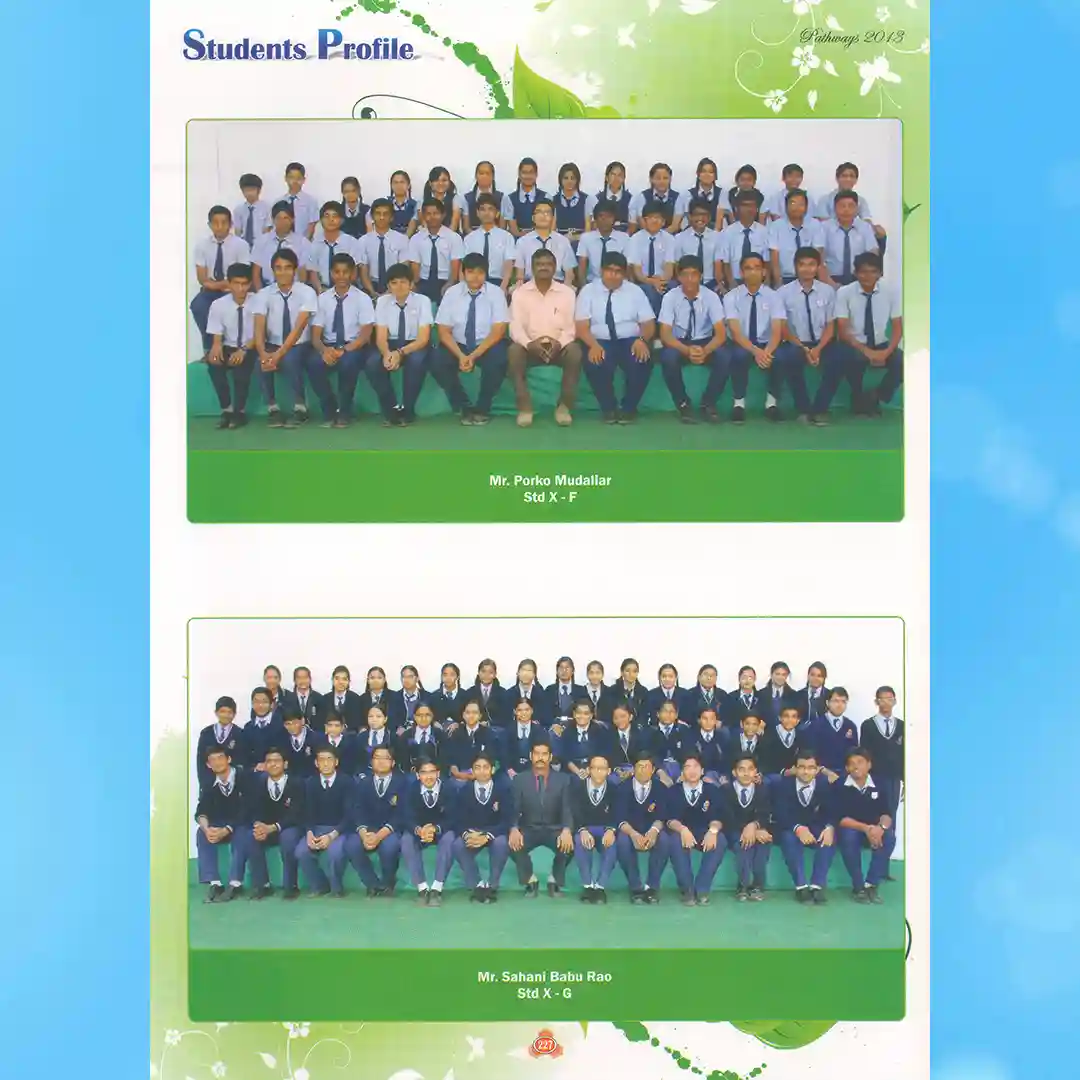 Students Profile
Pathways 2013
Mr. Porko Mudaliar
Std X - F
Mr. Sahani Babu Rao
Std X - G
227